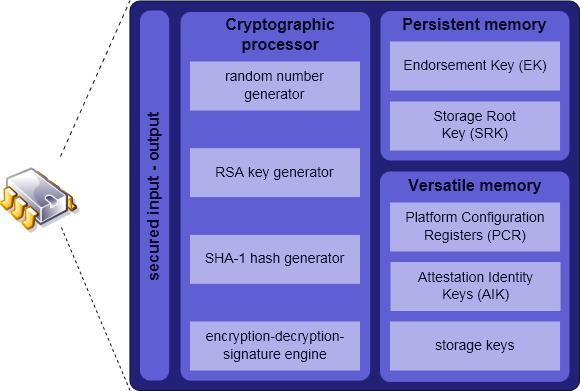 secured input - output
Cryptographic
processor
random number
generator
RSA key generator
SHA-1 hash generator
encryption-decryption-
signature engine
Persistent memory
Endorsement Key (EK)
Storage Root
Key (SRK)
Versatile memory
Platform Configuration
Registers (PCR)
Attestation Identity
Keys (AIK)
storage keys